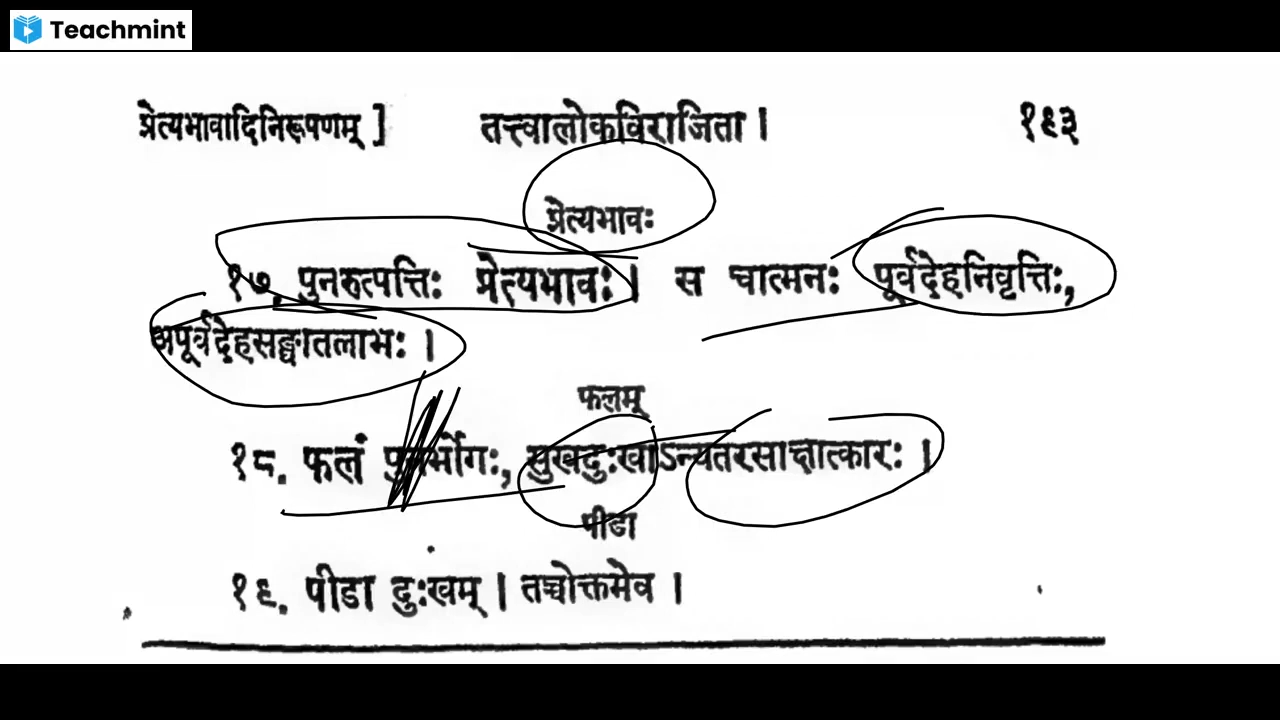 Teachmint
प्रेत्यभावादिनिरूपणम् ] तत्त्वालोकविराजिता । १९३
प्रेत्यभावः
१७. पुनरुत्पत्तिः प्रेत्यभावः । स चात्मनः पूर्वदेहनिवृत्तिः,
अपूर्वदेहसङ्घातलाभः ।
फलम्
१८. फलं पुनर्भोगः, सुखदुःखाऽन्यतरसाक्षात्कारः ।
पीडा
१९. पीडा दुःखम् । तच्चोक्तमेव ।